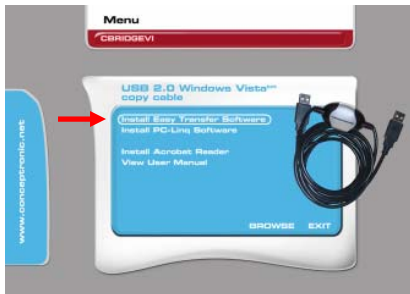 Menu
CBRIDGEVI
www.conceptronic.net
USB 2.0 Windows Vista™
copy cable
Install Easy Transfer Software
Install PC-Linq Software
Install Acrobat Reader
View User Manual
BROWSE EXIT